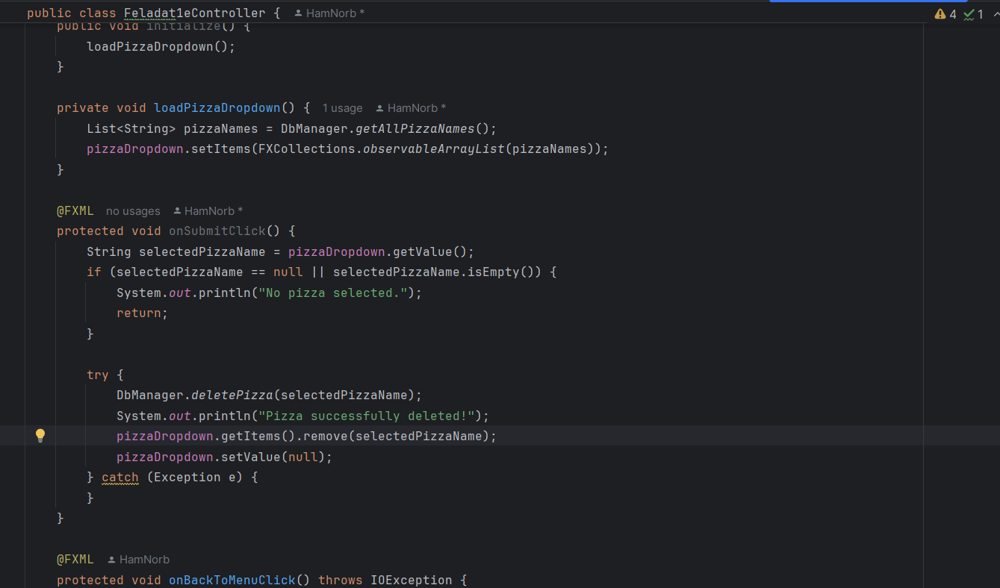 public class Feladat1eController { HamNorb *
4 1
public void initialize() {
loadPizzaDropdown();
}
private void loadPizzaDropdown() { 1 usage HamNorb *
List<String> pizzaNames = DbManager.getAllPizzaNames();
pizzaDropdown.setItems(FXCollections.observableArrayList(pizzaNames));
}
@FXML no usages HamNorb *
protected void onSubmitClick() {
String selectedPizzaName = pizzaDropdown.getValue();
if (selectedPizzaName == null || selectedPizzaName.isEmpty()) {
System.out.println("No pizza selected.");
return;
}
try {
DbManager.deletePizza(selectedPizzaName);
System.out.println("Pizza successfully deleted!");
pizzaDropdown.getItems().remove(selectedPizzaName);
pizzaDropdown.setValue(null);
} catch (Exception e) {
}
}
@FXML HamNorb
protected void onBackToMenuClick() throws IOException {